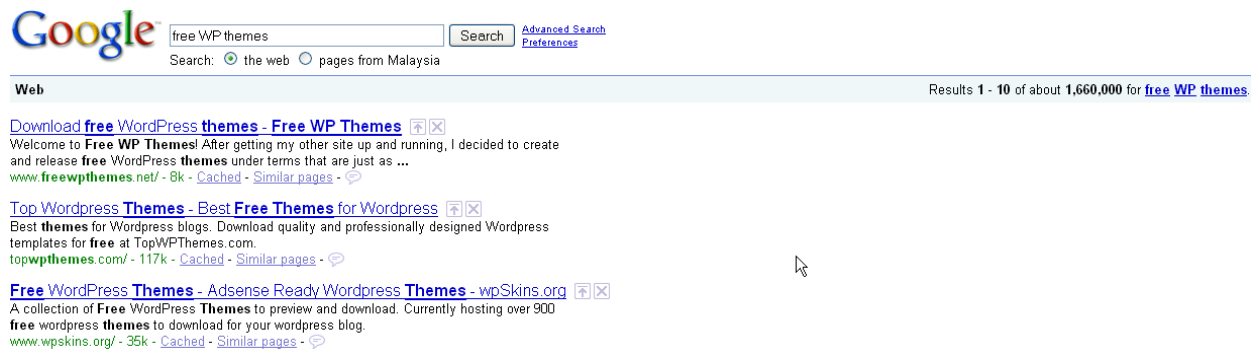 Google
free WP themes
Search
Advanced Search
Preferences
Search: the web pages from Malaysia
Web
Results 1 - 10 of about 1,660,000 for free WP themes.
Download free WordPress themes - Free WP Themes
Welcome to Free WP Themes! After getting my other site up and running, I decided to create
and release free WordPress themes under terms that are just as ...
www.freewpthemes.net/ - 8k - Cached - Similar pages -
Top Wordpress Themes - Best Free Themes for Wordpress
Best themes for Wordpress blogs. Download quality and professionally designed Wordpress
templates for free at TopWPThemes.com.
topwpthemes.com/ - 117k - Cached - Similar pages -
Free WordPress Themes - Adsense Ready Wordpress Themes - wpSkins.org
A collection of Free WordPress Themes to preview and download. Currently hosting over 900
free wordpress themes to download for your wordpress blog.
www.wpskins.org/ - 35k - Cached - Similar pages -